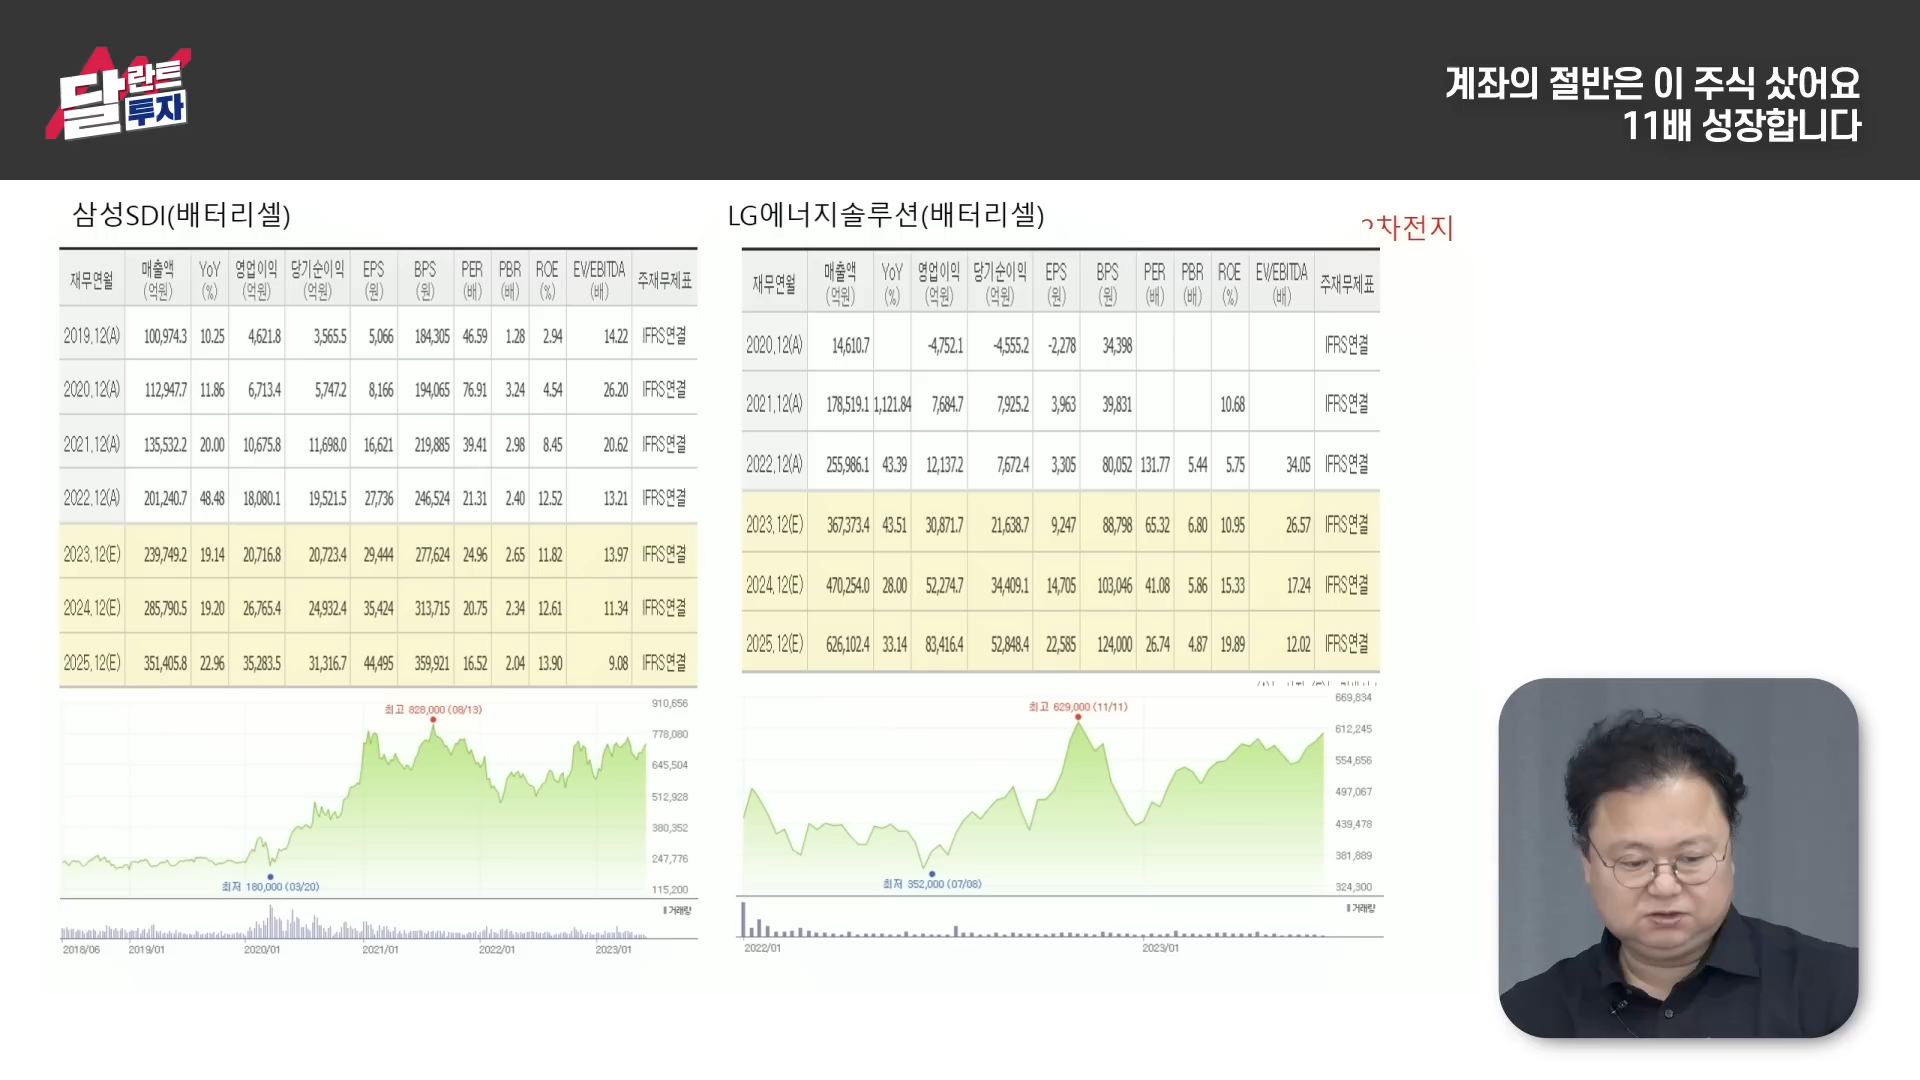 달란트
투자
계좌의 절반은 이 주식 샀어요
11배 성장합니다
삼성SDI(배터리셀)
재무연월 매출액 (억원) YoY (%) 영업이익 (억원) 당기순이익 (억원) EPS (원) BPS (원) PER (배) PBR (배) ROE (%) EV/EBITDA (배) 주재무제표
2019.12(A) 100,974.3 10.25 4,621.8 3,565.5 5,066 184,305 46.59 1.28 2.94 14.22 IFRS연결
2020.12(A) 112,947.7 11.86 6,713.4 5,747.2 8,166 194,065 76.91 3.24 4.54 26.20 IFRS연결
2021.12(A) 135,532.2 20.00 10,675.8 11,698.0 16,621 219,885 39.41 2.98 8.45 20.62 IFRS연결
2022.12(A) 201,240.7 48.48 18,080.1 19,521.5 27,736 246,524 21.31 2.40 12.52 13.21 IFRS연결
2023.12(E) 239,749.2 19.14 20,716.8 20,723.4 29,444 277,624 24.96 2.65 11.82 13.97 IFRS연결
2024.12(E) 285,790.5 19.20 26,765.4 24,932.4 35,424 313,715 20.75 2.34 12.61 11.34 IFRS연결
2025.12(E) 351,405.8 22.96 35,283.5 31,316.7 44,495 359,921 16.52 2.04 13.90 9.08 IFRS연결
최고 828,000 (08/13)
최저 180,000 (03/20)
910,656
778,080
645,504
512,928
380,352
247,776
115,200
거래량
2018/06 2019/01 2020/01 2021/01 2022/01 2023/01
LG에너지솔루션(배터리셀)
차전지
재무연월 매출액 (억원) YoY (%) 영업이익 (억원) 당기순이익 (억원) EPS (원) BPS (원) PER (배) PBR (배) ROE (%) EV/EBITDA (배) 주재무제표
2020.12(A) 14,610.7 -4,752.1 -4,555.2 -2,278 34,398 IFRS연결
2021.12(A) 178,519.1 1,121.84 7,684.7 7,925.2 3,963 39,831 10.68 IFRS연결
2022.12(A) 255,986.1 43.39 12,137.2 7,672.4 3,305 80,052 131.77 5.44 5.75 34.05 IFRS연결
2023.12(E) 367,373.4 43.51 30,871.7 21,638.7 9,247 88,798 65.32 6.80 10.95 26.57 IFRS연결
2024.12(E) 470,254.0 28.00 52,274.7 34,409.1 14,705 103,046 41.08 5.86 15.33 17.24 IFRS연결
2025.12(E) 626,102.4 33.14 83,416.4 52,848.4 22,585 124,000 26.74 4.87 19.89 12.02 IFRS연결
최고 629,000 (11/11)
최저 352,000 (07/08)
669,834
612,245
554,656
497,067
439,478
381,889
324,300
거래량
2022/01 2023/01